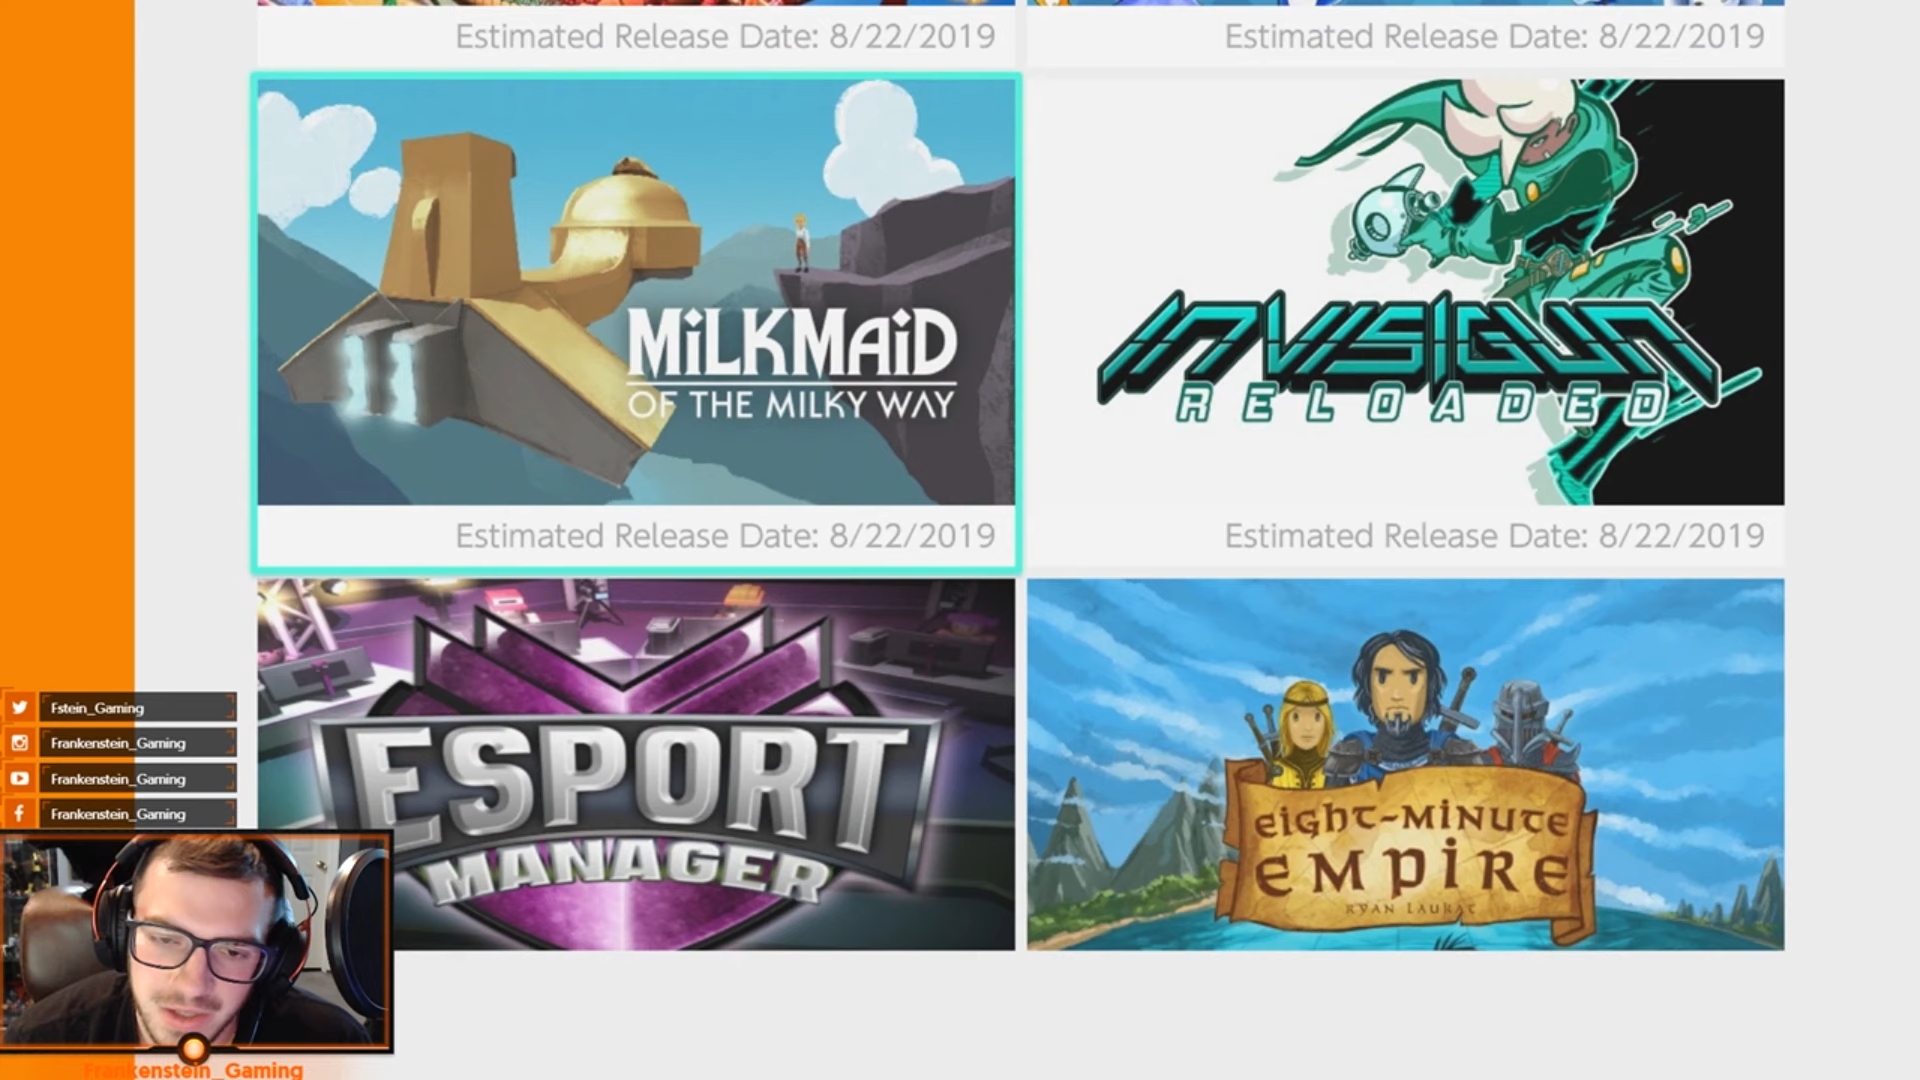 Estimated Release Date: 8/22/2019
Estimated Release Date: 8/22/2019
MiLKMAiD
OF THE MILKY WAY
INVISIGUN
RELOADED
Estimated Release Date: 8/22/2019
Estimated Release Date: 8/22/2019
ESPORT
MANAGER
EIGHT-MINUTE
EMPIRE
RYAN LAUKAT
Fstein_Gaming
Frankenstein_Gaming
Frankenstein_Gaming
Frankenstein_Gaming
Frankenstein_Gaming